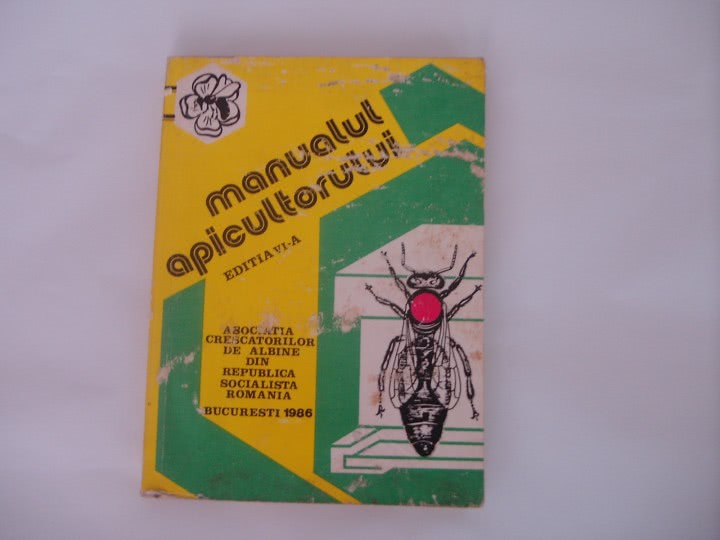 manualul
apicultorului
EDITIA VI-A
ASOCIATIA
CRESCATORILOR
DE ALBINE
DIN
REPUBLICA
SOCIALISTA
ROMANIA
BUCURESTI 1986